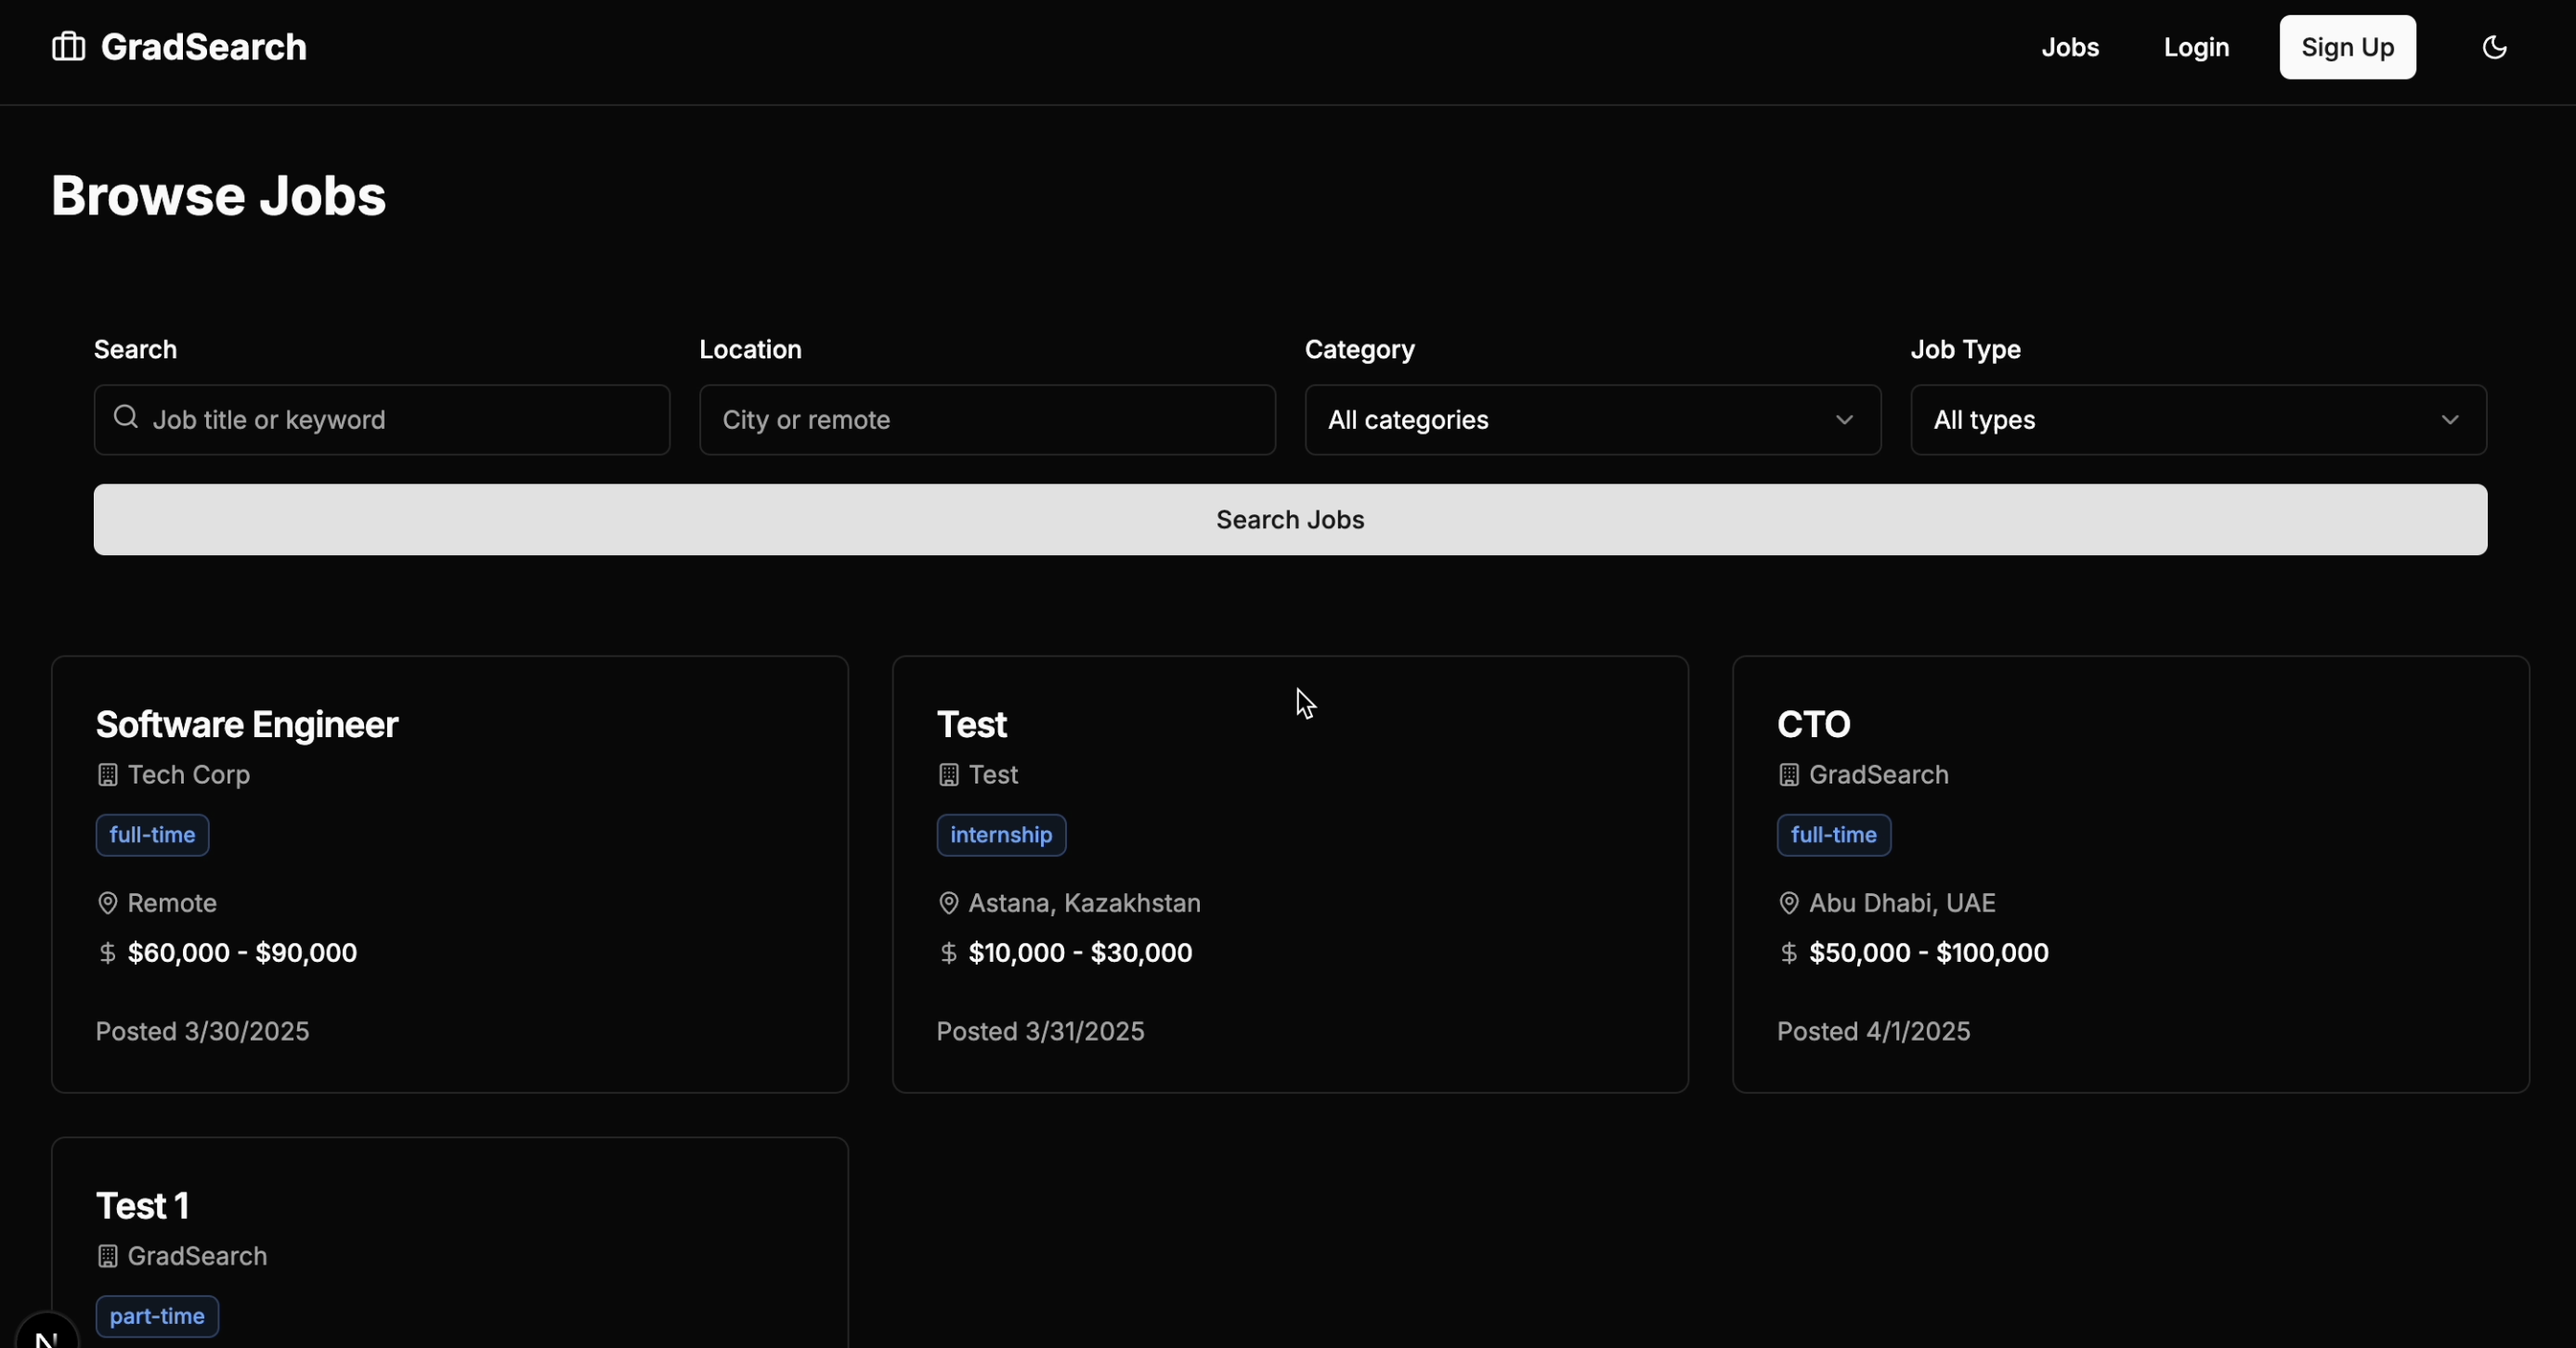 GradSearch
Jobs Login Sign Up
Browse Jobs
Search Location Category Job Type
Job title or keyword City or remote All categories All types
Search Jobs
Software Engineer
Tech Corp
full-time
Remote
$ $60,000 - $90,000
Posted 3/30/2025
Test
Test
internship
Astana, Kazakhstan
$ $10,000 - $30,000
Posted 3/31/2025
CTO
GradSearch
full-time
Abu Dhabi, UAE
$ $50,000 - $100,000
Posted 4/1/2025
Test 1
GradSearch
part-time
N